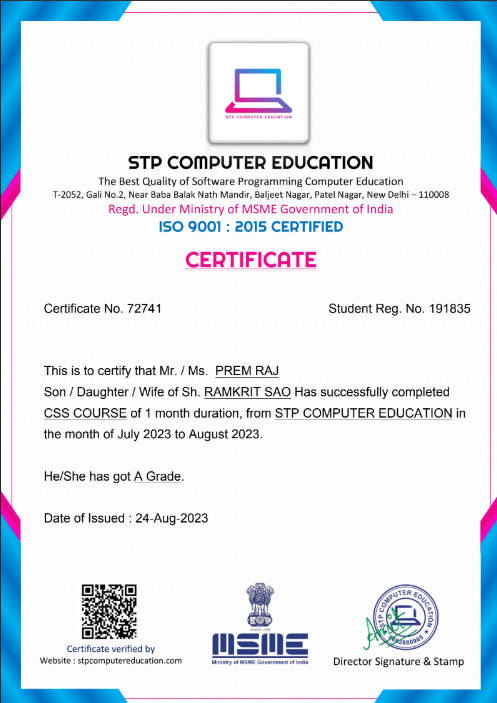 STP COMPUTER EDUCATION
STP COMPUTER EDUCATION
The Best Quality of Software Programming Computer Education
T-2052, Gali No.2, Near Baba Balak Nath Mandir, Baljeet Nagar, Patel Nagar, New Delhi – 110008
Regd. Under Ministry of MSME Government of India
ISO 9001 : 2015 CERTIFIED
CERTIFICATE
Certificate No. 72741
Student Reg. No. 191835
This is to certify that Mr. / Ms. PREM RAJ
Son / Daughter / Wife of Sh. RAMKRIT SAO Has successfully completed
CSS COURSE of 1 month duration, from STP COMPUTER EDUCATION in
the month of July 2023 to August 2023.
He/She has got A Grade.
Date of Issued : 24-Aug-2023
Certificate verified by
Website : stpcomputereducation.com
MSME
Ministry of MSME Government of India
STP COMPUTER EDUCATION
Director Signature & Stamp